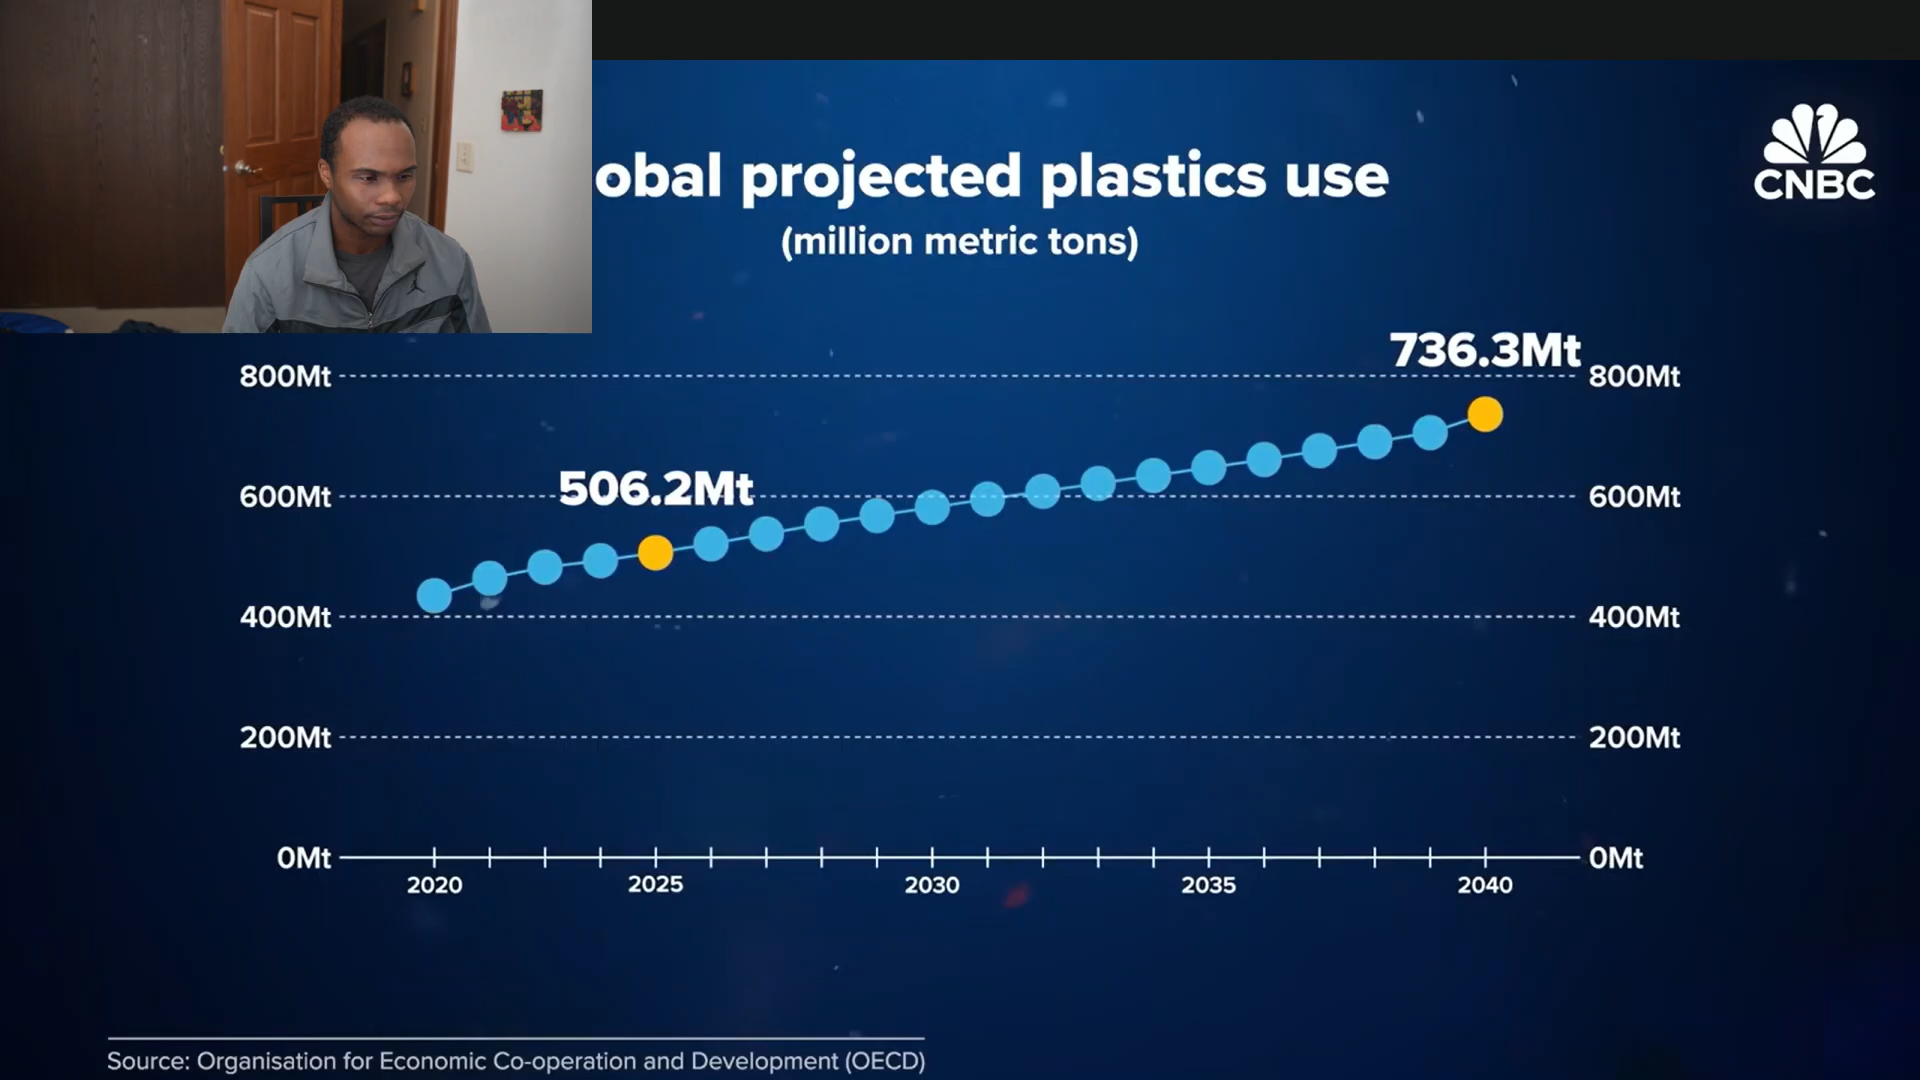 obal projected plastics use
(million metric tons)
CNBC
736.3Mt
800Mt 800Mt
506.2Mt
600Mt 600Mt
400Mt 400Mt
200Mt 200Mt
0Mt 0Mt
2020 2025 2030 2035 2040
Source: Organisation for Economic Co-operation and Development (OECD)